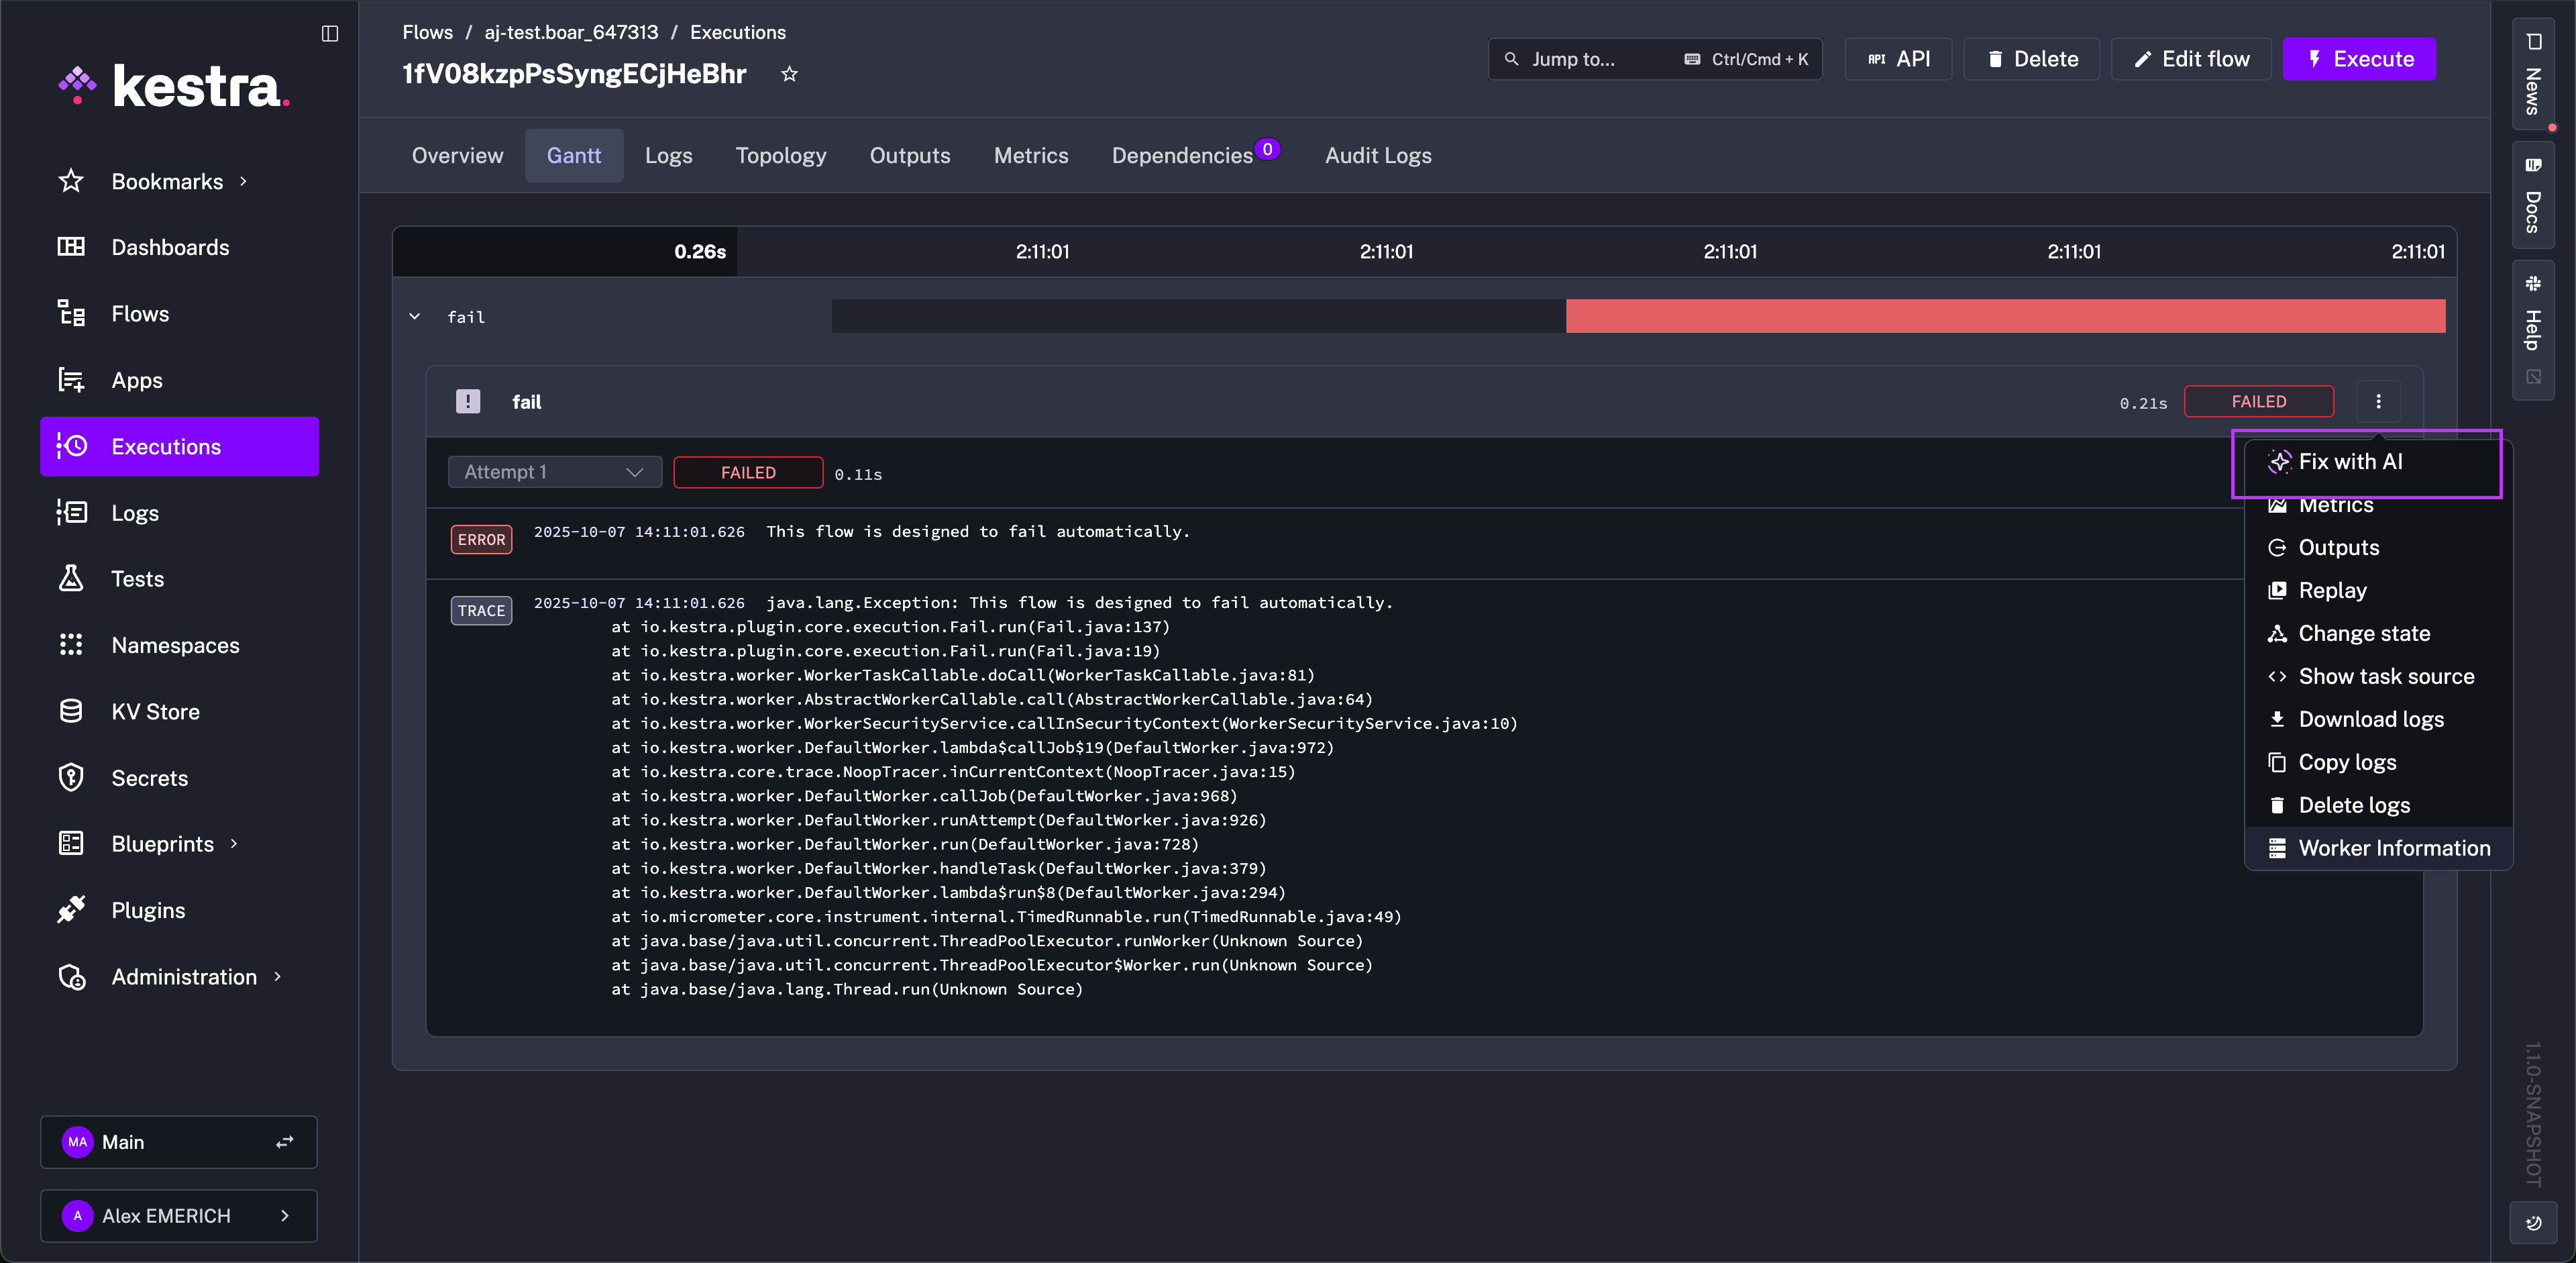 Flows / aj-test.boar_647313 / Executions
1fV08kzpPsSyngECjHeBhr
Jump to... Ctrl/Cmd + K
API API
Delete
Edit flow
Execute
kestra.
Bookmarks
Dashboards
Flows
Apps
Executions
Logs
Tests
Namespaces
KV Store
Secrets
Blueprints
Plugins
Administration
MA Main
A Alex EMERICH
Overview Gantt Logs Topology Outputs Metrics Dependencies 0 Audit Logs
0.26s 2:11:01 2:11:01 2:11:01 2:11:01 2:11:01
fail
! fail 0.21s FAILED
Attempt 1 FAILED 0.11s
ERROR 2025-10-07 14:11:01.626 This flow is designed to fail automatically.
TRACE 2025-10-07 14:11:01.626 java.lang.Exception: This flow is designed to fail automatically.
at io.kestra.plugin.core.execution.Fail.run(Fail.java:137)
at io.kestra.plugin.core.execution.Fail.run(Fail.java:19)
at io.kestra.worker.WorkerTaskCallable.doCall(WorkerTaskCallable.java:81)
at io.kestra.worker.AbstractWorkerCallable.call(AbstractWorkerCallable.java:64)
at io.kestra.worker.WorkerSecurityService.callInSecurityContext(WorkerSecurityService.java:10)
at io.kestra.worker.DefaultWorker.lambda$callJob$19(DefaultWorker.java:972)
at io.kestra.core.trace.NoopTracer.inCurrentContext(NoopTracer.java:15)
at io.kestra.worker.DefaultWorker.callJob(DefaultWorker.java:968)
at io.kestra.worker.DefaultWorker.runAttempt(DefaultWorker.java:926)
at io.kestra.worker.DefaultWorker.run(DefaultWorker.java:728)
at io.kestra.worker.DefaultWorker.handleTask(DefaultWorker.java:379)
at io.kestra.worker.DefaultWorker.lambda$run$8(DefaultWorker.java:294)
at io.micrometer.core.instrument.internal.TimedRunnable.run(TimedRunnable.java:49)
at java.base/java.util.concurrent.ThreadPoolExecutor.runWorker(Unknown Source)
at java.base/java.util.concurrent.ThreadPoolExecutor$Worker.run(Unknown Source)
at java.base/java.lang.Thread.run(Unknown Source)
Fix with AI
Metrics
Outputs
Replay
Change state
Show task source
Download logs
Copy logs
Delete logs
Worker Information
News
Docs
Help
1.1.0-SNAPSHOT